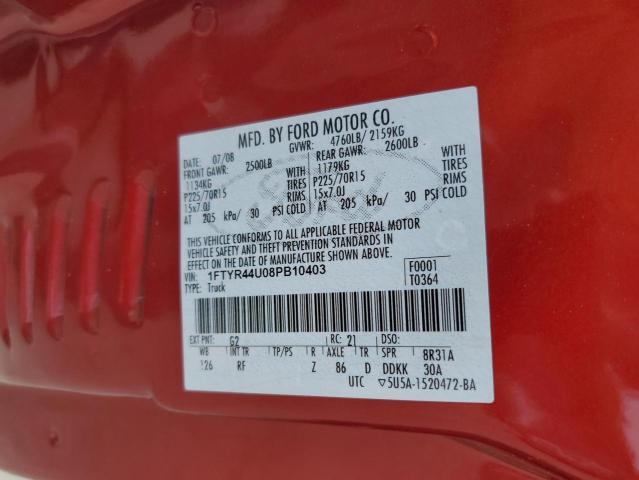 MFD. BY FORD MOTOR CO.
DATE: 07/08 GVWR: 4760LB/ 2159KG
FRONT GAWR: 2500LB REAR GAWR: 2600LB
1134KG WITH 1179KG WITH
P225/70R15 TIRES P225/70R15 TIRES
15x7.0J RIMS 15x7.0J RIMS
AT 205 kPa/ 30 PSI COLD AT 205 kPa/ 30 PSI COLD
THIS VEHICLE CONFORMS TO ALL APPLICABLE FEDERAL MOTOR
VEHICLE SAFETY AND THEFT PREVENTION STANDARDS IN
EFFECT ON THE DATE OF MANUFACTURE SHOWN ABOVE.
VIN: 1FTYR44U08PB10403 F0001
TYPE: Truck T0364
EXT PNT: G2 RC: 21 DSO:
WB INT TR TP/PS R AXLE TR SPR 8R31A
126 RF Z 86 D DDKK 30A
UTC ▽5U5A-1520472-BA